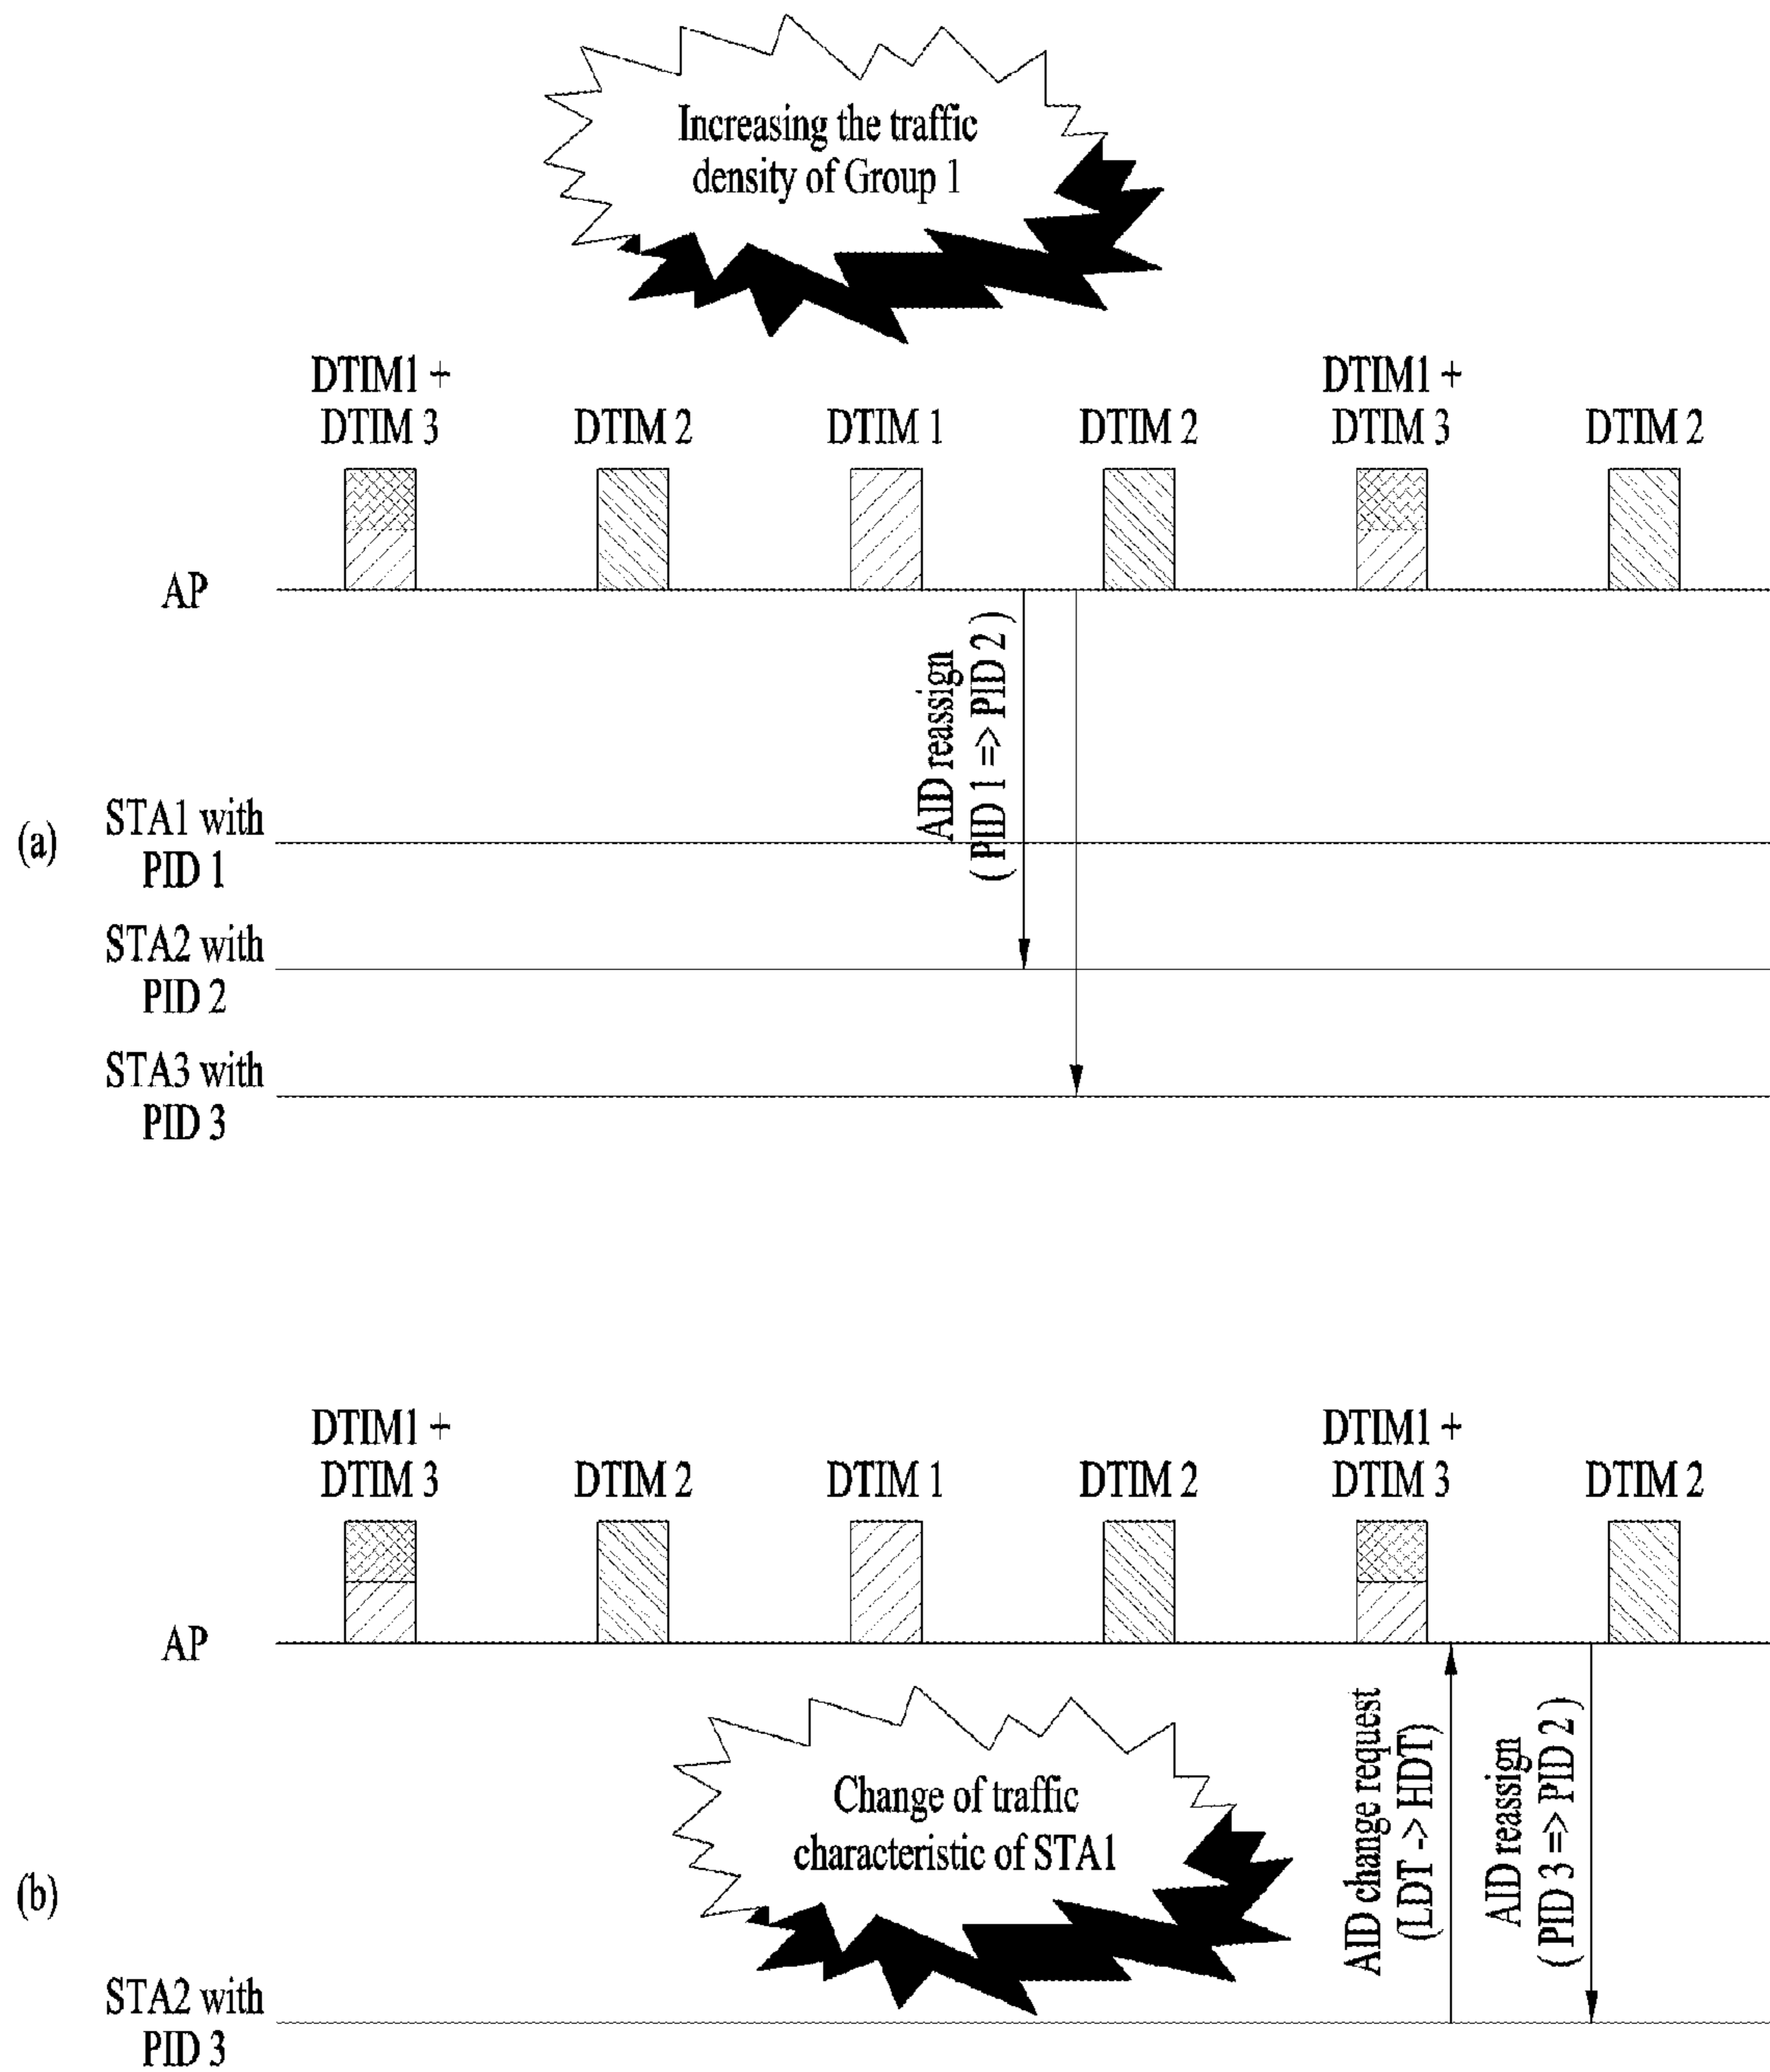 Increasing the traffic
density of Group 1
DTIM1 +
DTIM 3
DTIM 2
DTIM 1
DTIM 2
DTIM1 +
DTIM 3
DTIM 2
AP
AID reassign
( PID 1 => PID 2 )
(a)
STA1 with
PID 1
STA2 with
PID 2
STA3 with
PID 3
DTIM1 +
DTIM 3
DTIM 2
DTIM 1
DTIM 2
DTIM1 +
DTIM 3
DTIM 2
AP
Change of traffic
characteristic of STA1
AID change request
(LDT -> HDT)
AID reassign
( PID 3 => PID 2 )
(b)
STA2 with
PID 3